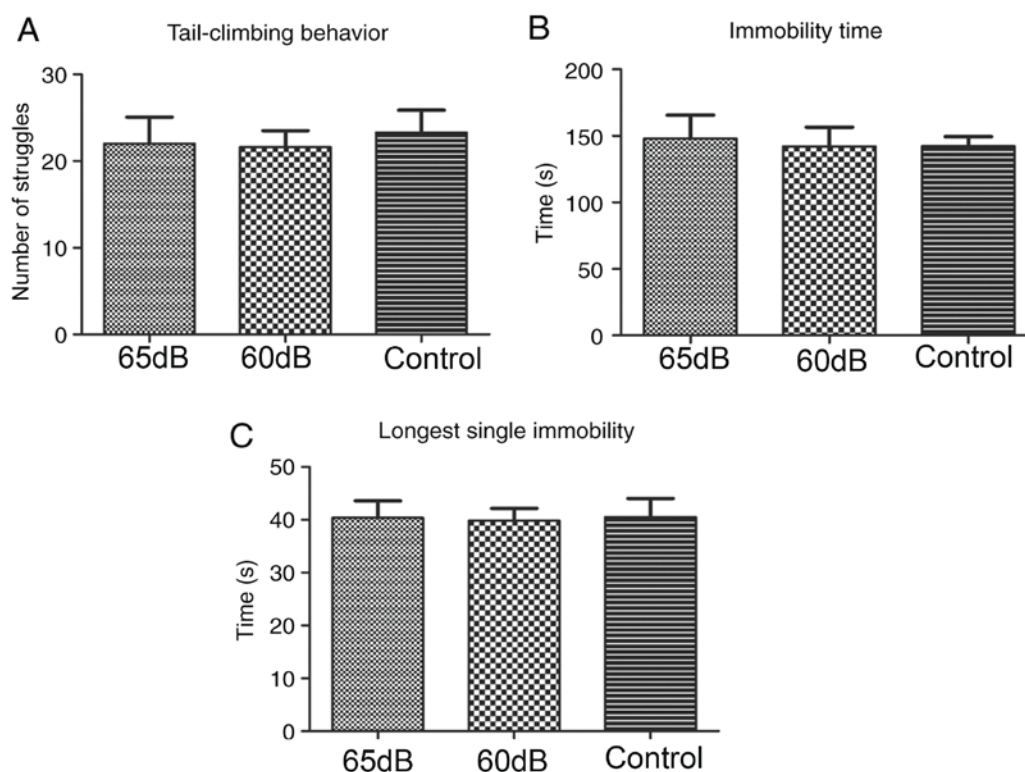 A
Tail-climbing behavior
Number of struggles
30
20
10
0
65dB
60dB
Control
B
Immobility time
Time (s)
200
150
100
50
0
65dB
60dB
Control
C
Longest single immobility
Time (s)
50
40
30
20
10
0
65dB
60dB
Control